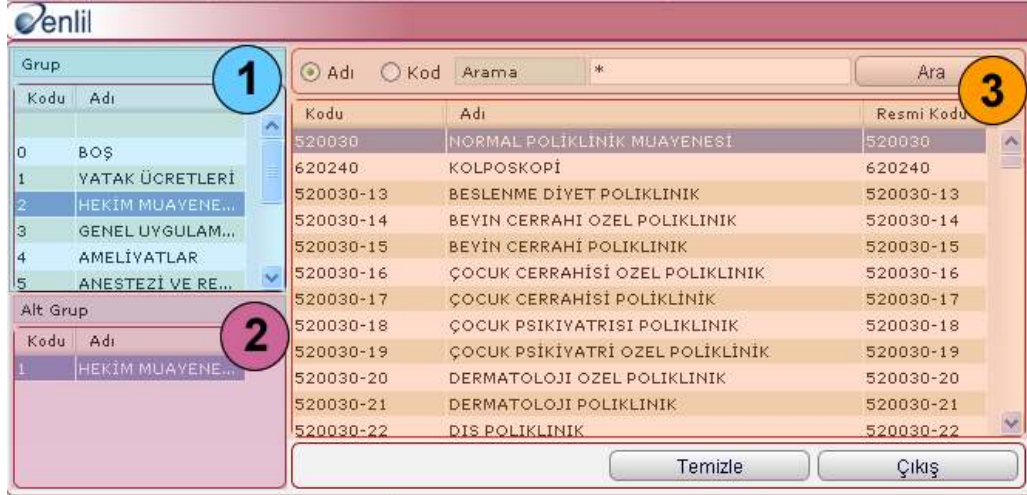 enlil
Grup
1
Kodu Adı
0 BOŞ
1 YATAK ÜCRETLERİ
2 HEKİM MUAYENE...
3 GENEL UYGULAM...
4 AMELİYATLAR
5 ANESTEZİ VE RE...
Alt Grup
2
Kodu Adı
1 HEKİM MUAYENE...
Adı Kod Arama * Ara
3
Kodu Adı Resmi Kodu
520030 NORMAL POLİKLİNİK MUAYENESİ 520030
620240 KOLPOSKOPİ 620240
520030-13 BESLENME DİYET POLIKLINIK 520030-13
520030-14 BEYIN CERRAHI OZEL POLIKLINIK 520030-14
520030-15 BEYİN CERRAHİ POLIKLINIK 520030-15
520030-16 ÇOCUK CERRAHİSİ OZEL POLIKLINIK 520030-16
520030-17 ÇOCUK CERRAHİSİ POLİKLİNİK 520030-17
520030-18 ÇOCUK PSIKIYATRISI POLIKLINIK 520030-18
520030-19 ÇOCUK PSİKİYATRİ OZEL POLİKLİNİK 520030-19
520030-20 DERMATOLOJI OZEL POLIKLINIK 520030-20
520030-21 DERMATOLOJI POLIKLINIK 520030-21
520030-22 DIS POLIKLINIK 520030-22
Temizle Çıkış